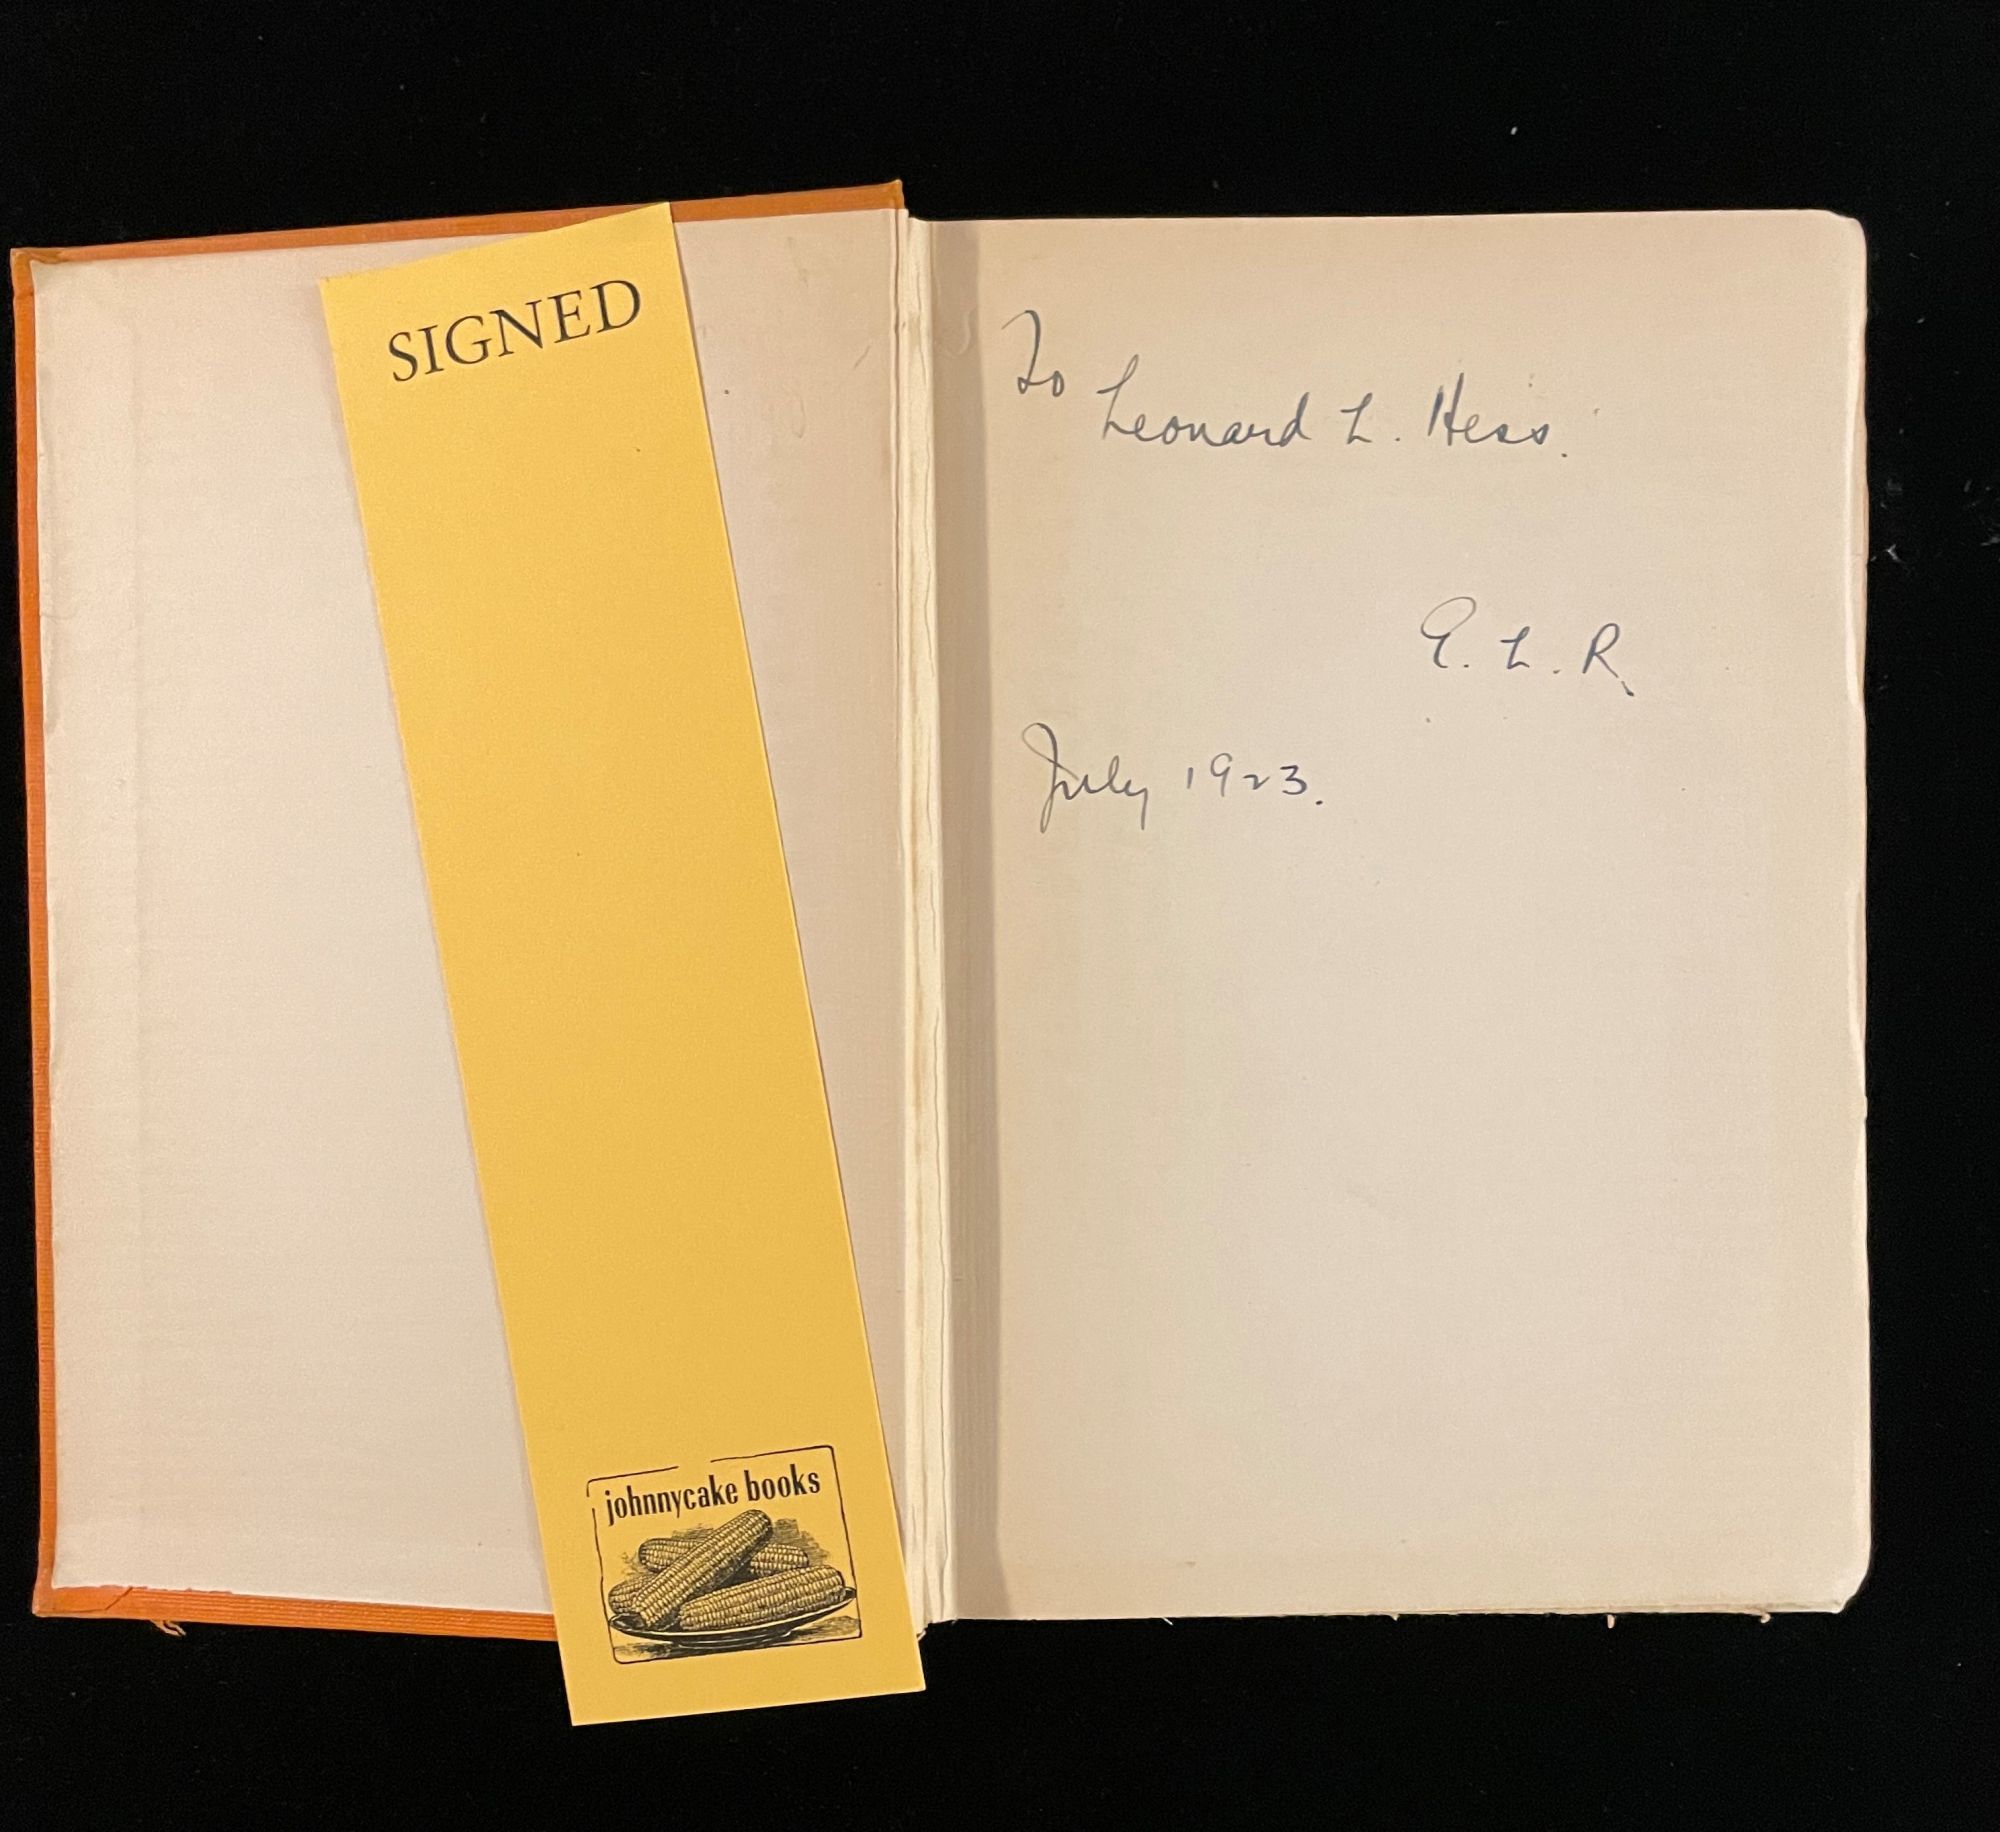 SIGNED
johnnycake books
To
Leonard L. Hess.
E. L. R.
July 1923.